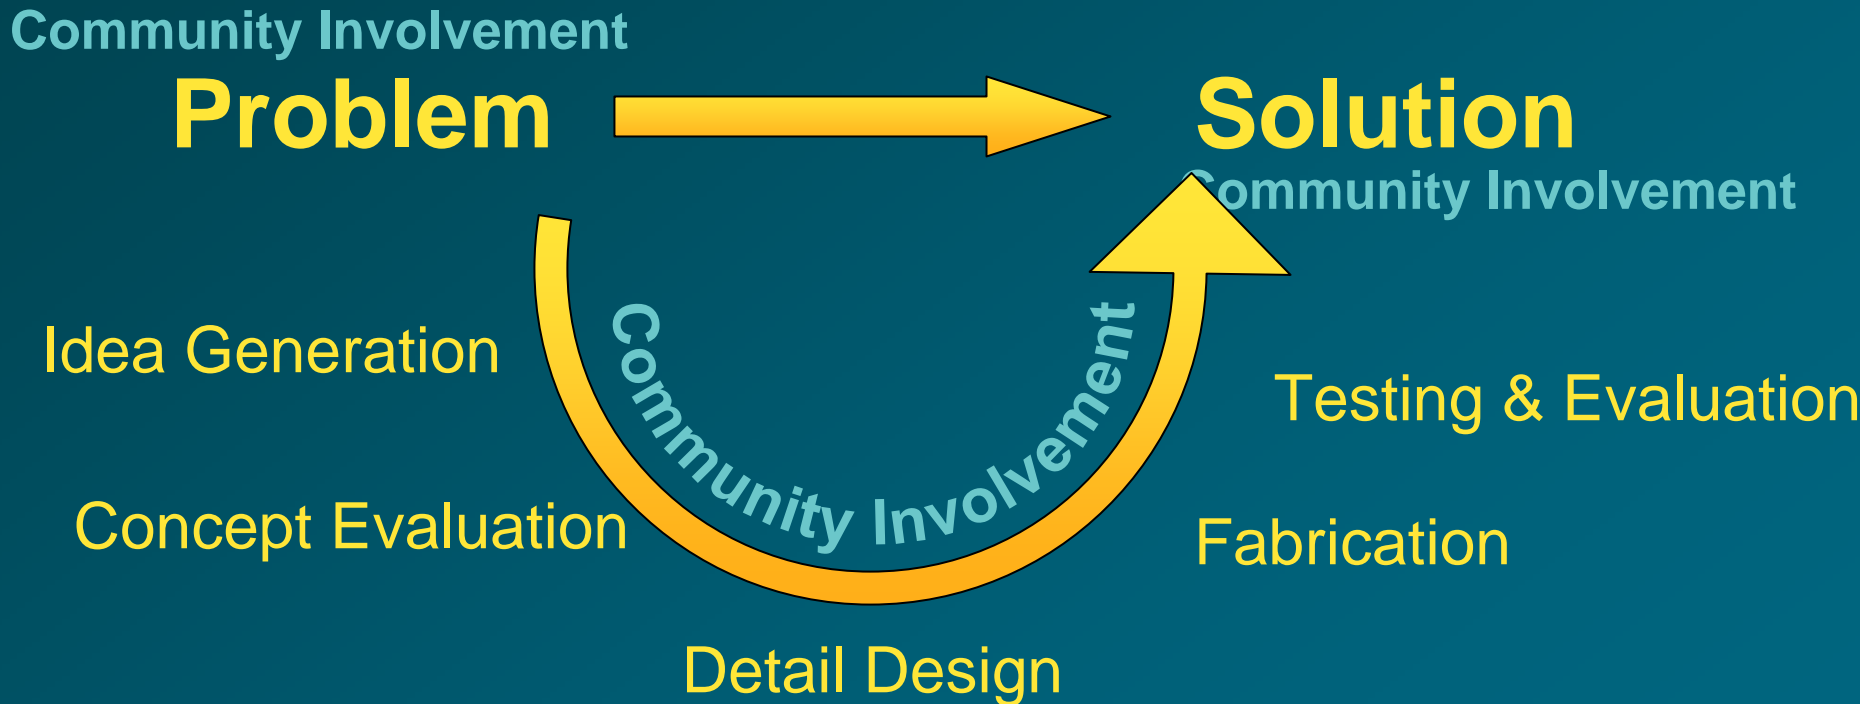 Community Involvement
Problem
Solution
Community Involvement
Community Involvement
Idea Generation
Concept Evaluation
Detail Design
Fabrication
Testing & Evaluation